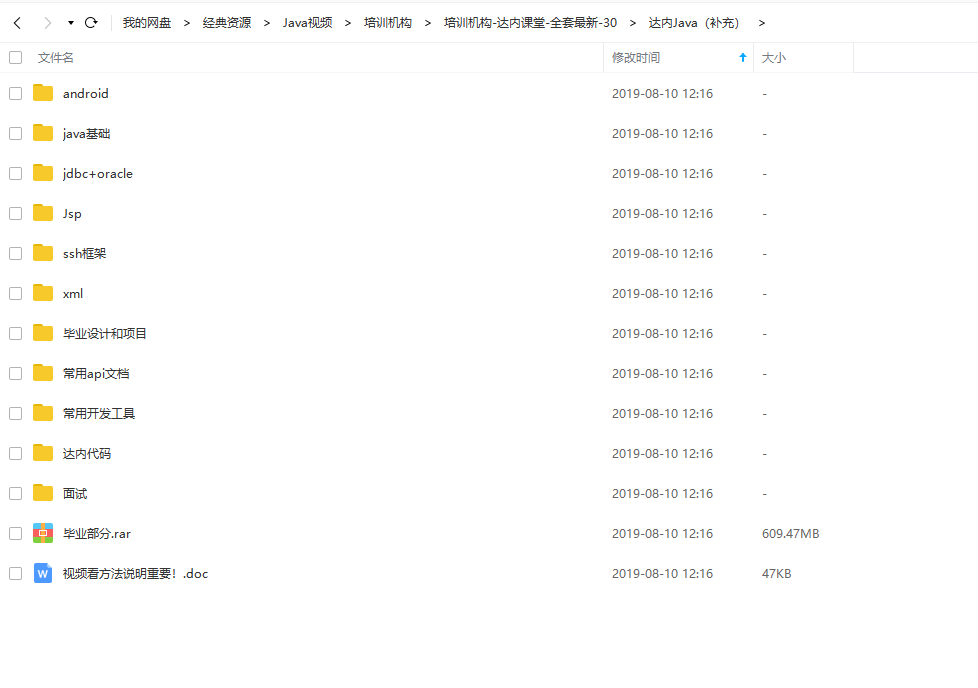 我的网盘 > 经典资源 > Java视频 > 培训机构 > 培训机构-达内课堂-全套最新-30 > 达内Java（补充） >
文件名 修改时间 大小
android 2019-08-10 12:16 -
java基础 2019-08-10 12:16 -
jdbc+oracle 2019-08-10 12:16 -
Jsp 2019-08-10 12:16 -
ssh框架 2019-08-10 12:16 -
xml 2019-08-10 12:16 -
毕业设计和项目 2019-08-10 12:16 -
常用api文档 2019-08-10 12:16 -
常用开发工具 2019-08-10 12:16 -
达内代码 2019-08-10 12:16 -
面试 2019-08-10 12:16 -
毕业部分.rar 2019-08-10 12:16 609.47MB
W 视频看方法说明重要！.doc 2019-08-10 12:16 47KB